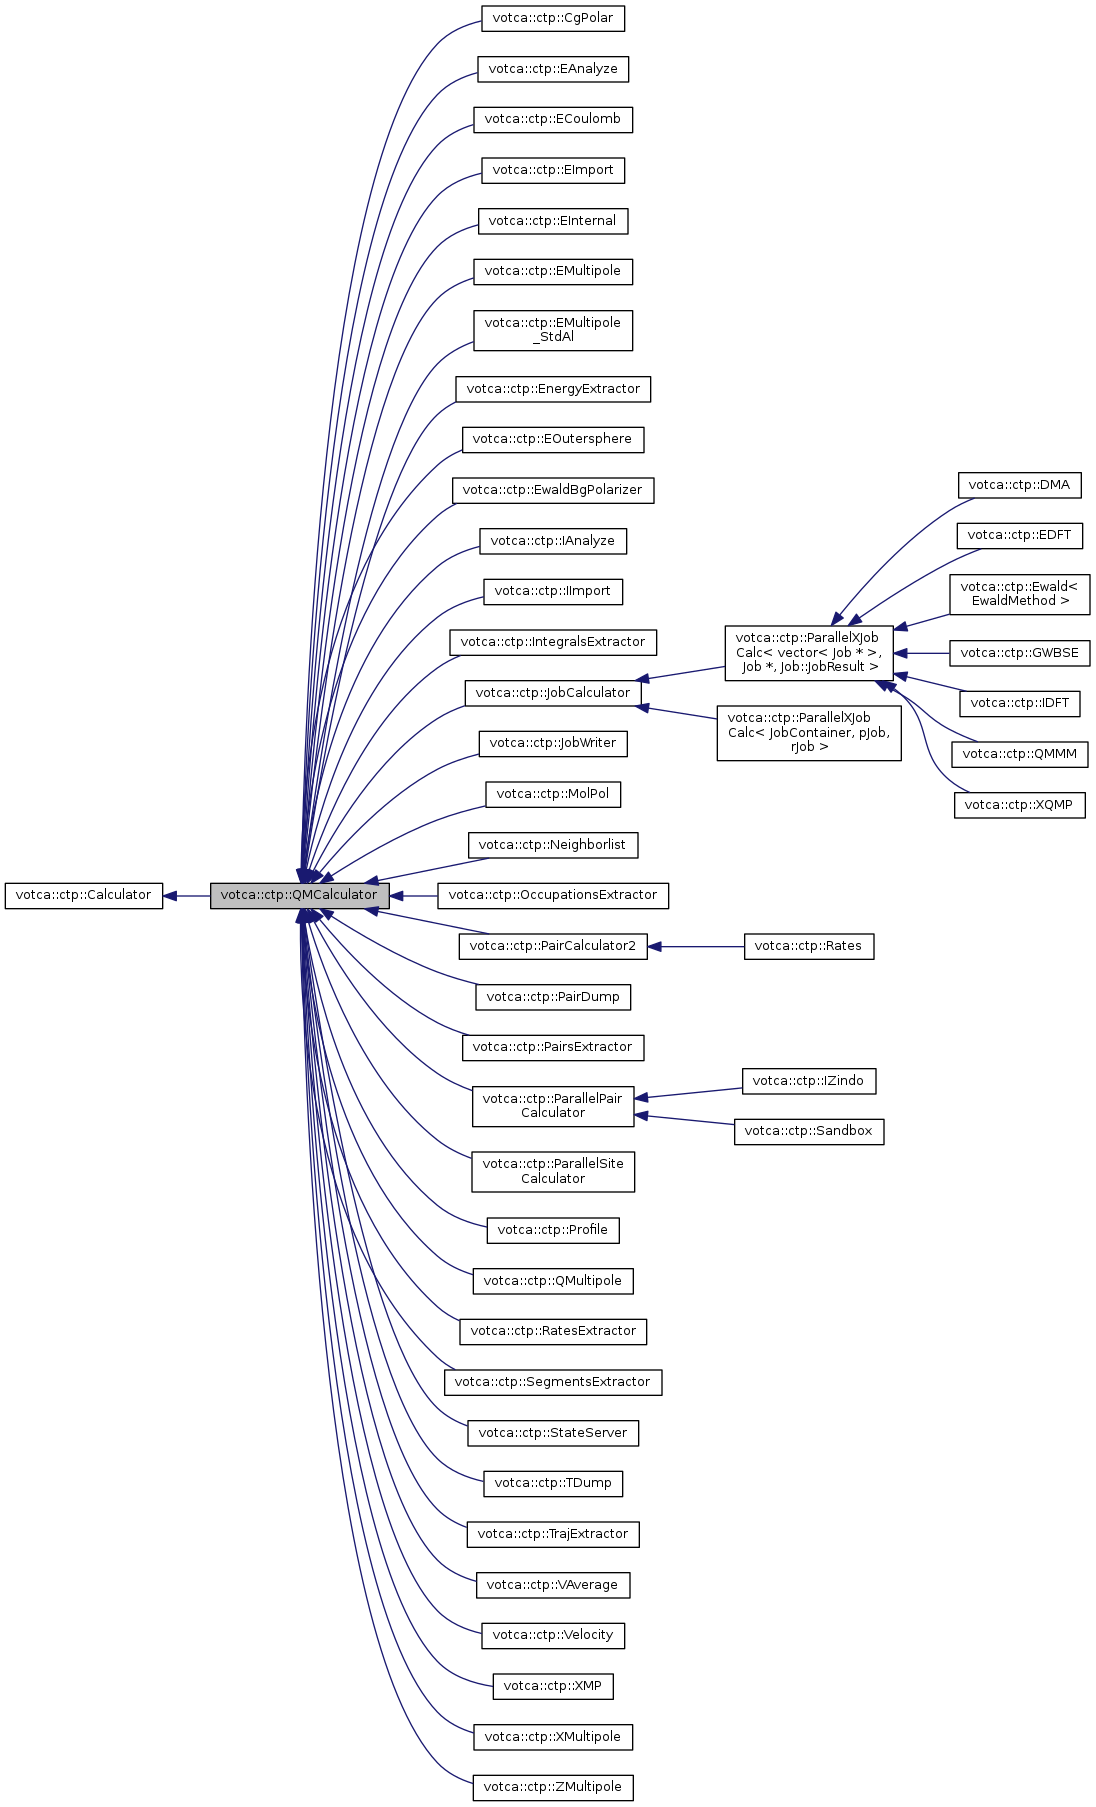 votca::ctp::CgPolar
votca::ctp::EAnalyze
votca::ctp::ECoulomb
votca::ctp::EImport
votca::ctp::EInternal
votca::ctp::EMultipole
votca::ctp::EMultipole
_StdAl
votca::ctp::EnergyExtractor
votca::ctp::EOutersphere
votca::ctp::EwaldBgPolarizer
votca::ctp::IAnalyze
votca::ctp::IImport
votca::ctp::IntegralsExtractor
votca::ctp::JobCalculator
votca::ctp::JobWriter
votca::ctp::MolPol
votca::ctp::Neighborlist
votca::ctp::Calculator
votca::ctp::QMCalculator
votca::ctp::OccupationsExtractor
votca::ctp::PairCalculator2
votca::ctp::Rates
votca::ctp::PairDump
votca::ctp::PairsExtractor
votca::ctp::ParallelPair
Calculator
votca::ctp::IZindo
votca::ctp::Sandbox
votca::ctp::ParallelSite
Calculator
votca::ctp::Profile
votca::ctp::QMultipole
votca::ctp::RatesExtractor
votca::ctp::SegmentsExtractor
votca::ctp::StateServer
votca::ctp::TDump
votca::ctp::TrajExtractor
votca::ctp::VAverage
votca::ctp::Velocity
votca::ctp::XMP
votca::ctp::XMultipole
votca::ctp::ZMultipole
votca::ctp::ParallelXJob
Calc< vector< Job * >,
Job *, Job::JobResult >
votca::ctp::ParallelXJob
Calc< JobContainer, pJob,
rJob >
votca::ctp::DMA
votca::ctp::EDFT
votca::ctp::Ewald<
EwaldMethod >
votca::ctp::GWBSE
votca::ctp::IDFT
votca::ctp::QMMM
votca::ctp::XQMP